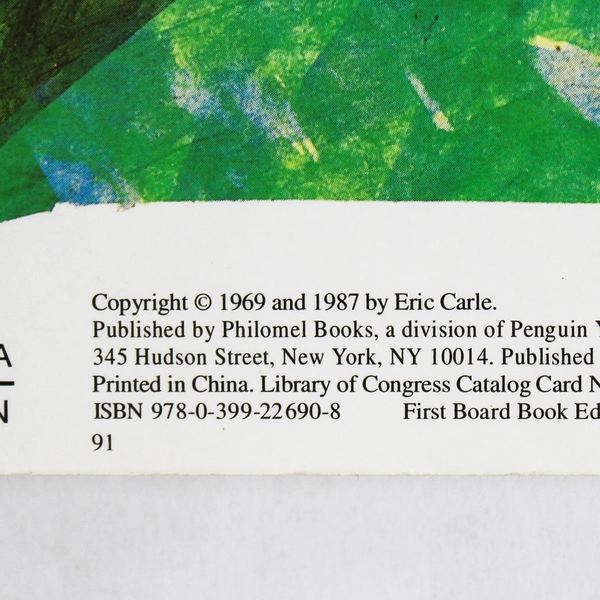 Copyright © 1969 and 1987 by Eric Carle.
Published by Philomel Books, a division of Penguin Y
345 Hudson Street, New York, NY 10014. Published
Printed in China. Library of Congress Catalog Card N
ISBN 978-0-399-22690-8 First Board Book Ed
91
A
N